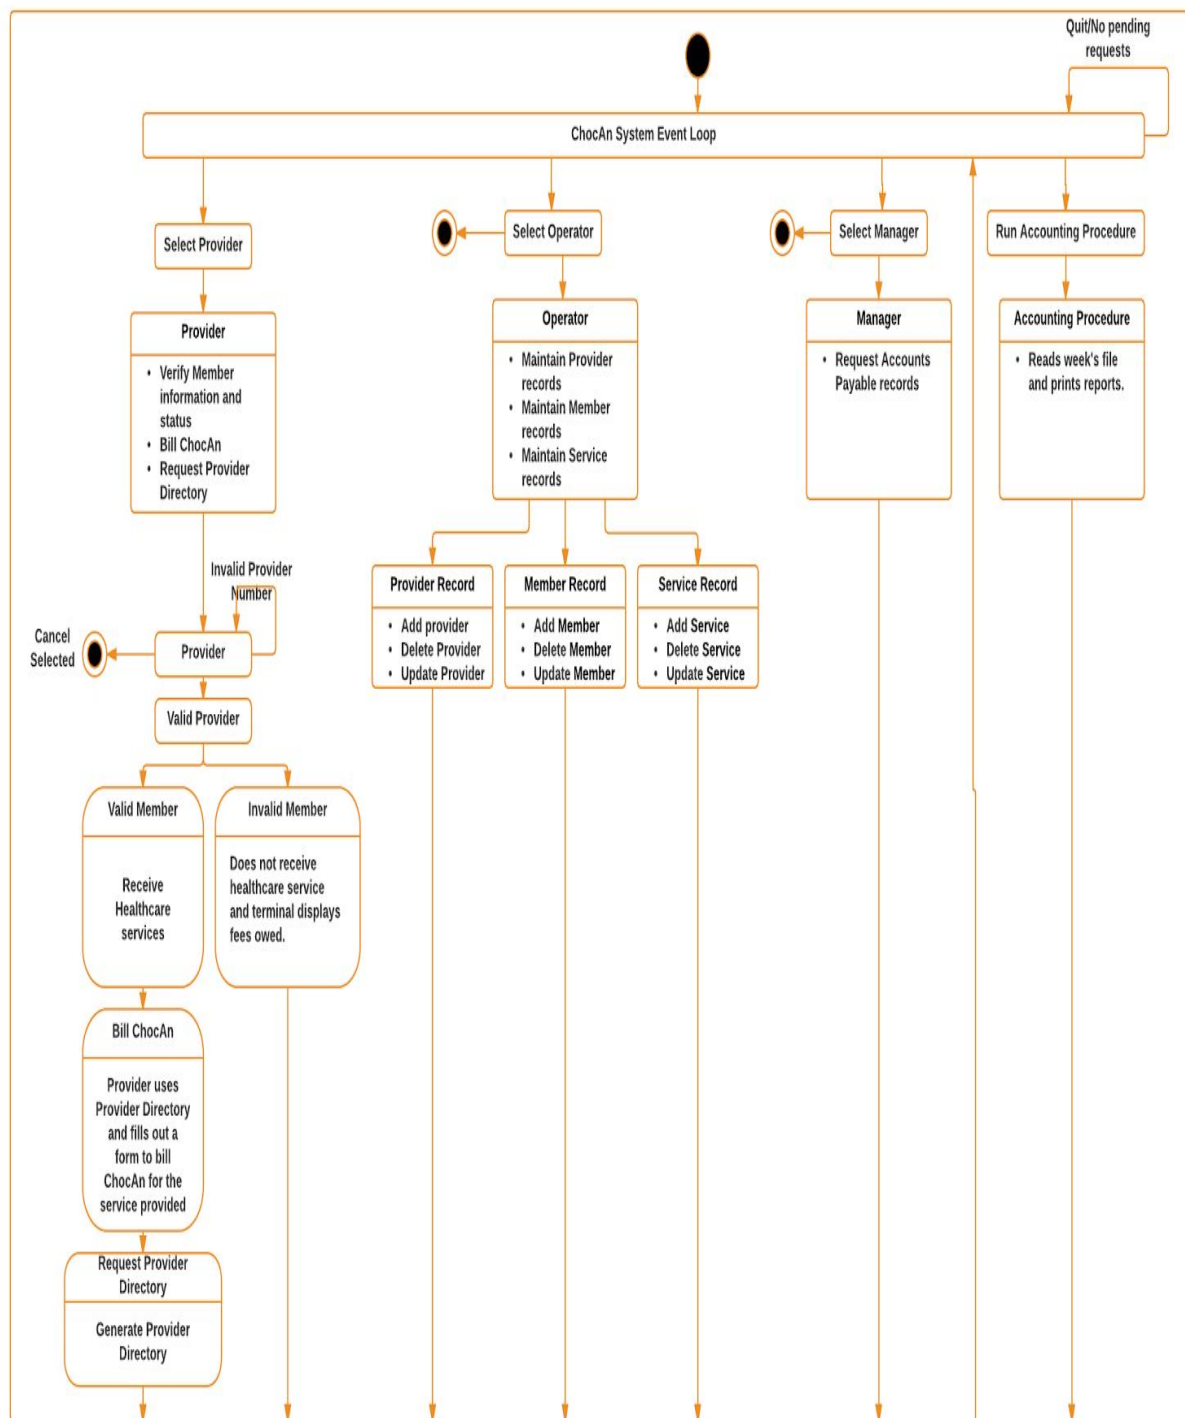 Quit/No pending
requests
ChocAn System Event Loop
Select Provider
Select Operator
Select Manager
Run Accounting Procedure
Provider
• Verify Member
information and
status
• Bill ChocAn
• Request Provider
Directory
Operator
• Maintain Provider
records
• Maintain Member
records
• Maintain Service
records
Manager
• Request Accounts
Payable records
Accounting Procedure
• Reads week's file
and prints reports.
Invalid Provider
Number
Cancel
Selected
Provider
Valid Provider
Provider Record
• Add provider
• Delete Provider
• Update Provider
Member Record
• Add Member
• Delete Member
• Update Member
Service Record
• Add Service
• Delete Service
• Update Service
Valid Member
Receive
Healthcare
services
Invalid Member
Does not receive
healthcare service
and terminal displays
fees owed.
Bill ChocAn
Provider uses
Provider Directory
and fills out a
form to bill
ChocAn for the
service provided
Request Provider
Directory
Generate Provider
Directory